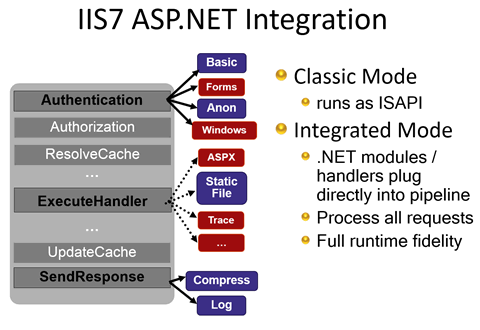 IIS7 ASP.NET Integration
Authentication
Authorization
ResolveCache
...
ExecuteHandler
...
UpdateCache
SendResponse
Basic
Forms
Anon
Windows
ASPX
Static
File
Trace
...
Compress
Log
Classic Mode
runs as ISAPI
Integrated Mode
.NET modules /
handlers plug
directly into pipeline
Process all requests
Full runtime fidelity